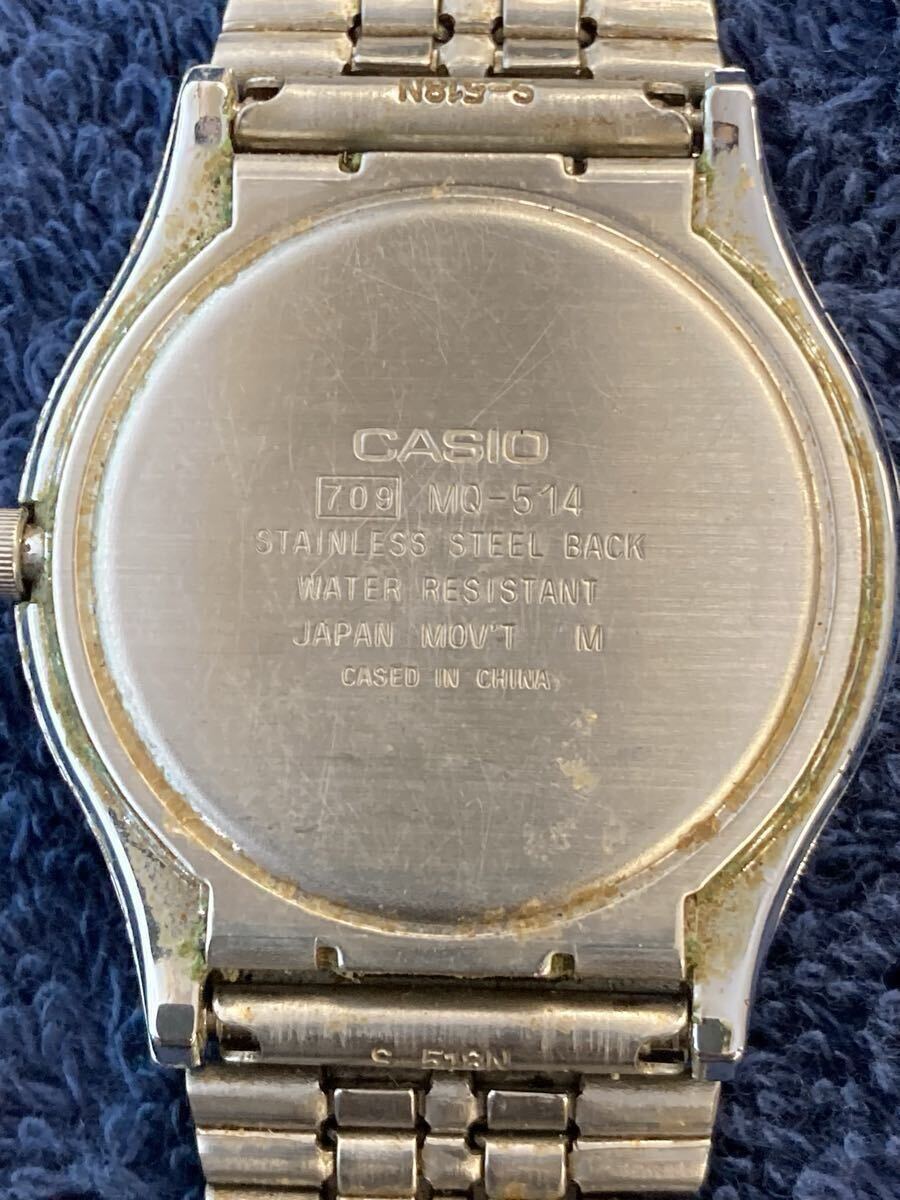 S-518N
CASIO
709 MQ-514
STAINLESS STEEL BACK
WATER RESISTANT
JAPAN MOV'T M
CASED IN CHINA
S-518N